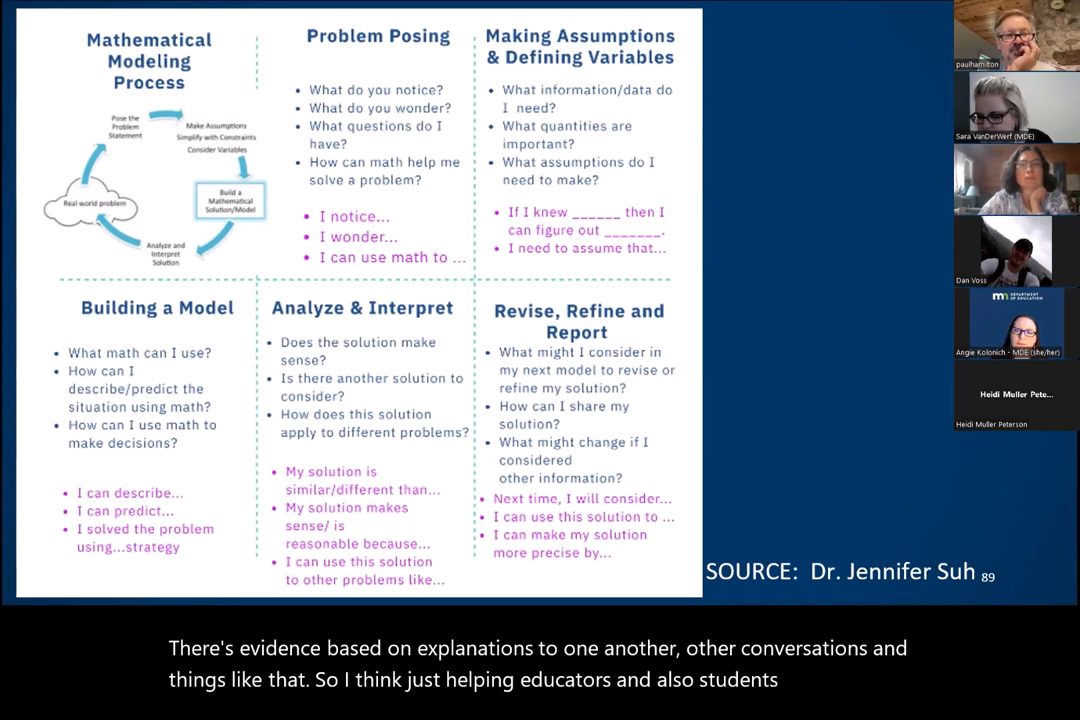 Mathematical
Modeling
Process
Pose the
Problem
Statement
Make Assumptions
Simplify with Constraints
Consider Variables
Real world problem
Build a
Mathematical
Solution/Model
Analyze and
Interpret
Solution
Problem Posing
• What do you notice?
• What do you wonder?
• What questions do I
have?
• How can math help me
solve a problem?
• I notice...
• I wonder...
• I can use math to ...
Making Assumptions
& Defining Variables
• What information/data do
I need?
• What quantities are
important?
• What assumptions do I
need to make?
• If I knew ______ then I
can figure out _______.
• I need to assume that...
Building a Model
• What math can I use?
• How can I
describe/predict the
situation using math?
• How can I use math to
make decisions?
• I can describe...
• I can predict...
• I solved the problem
using...strategy
Analyze & Interpret
• Does the solution make
sense?
• Is there another solution to
consider?
• How does this solution
apply to different problems?
• My solution is
similar/different than...
• My solution makes
sense/ is
reasonable because...
• I can use this solution
to other problems like...
Revise, Refine and
Report
• What might I consider in
my next model to revise or
refine my solution?
• How can I share my
solution?
• What might change if I
considered
other information?
• Next time, I will consider...
• I can use this solution to ...
• I can make my solution
more precise by...
SOURCE: Dr. Jennifer Suh 89
paulhamilton
Sara VanDerWerf (MDE)
Dan Voss
mn DEPARTMENT
OF EDUCATION
Angie Kolonich - MDE (she/her)
Heidi Muller Pete...
Heidi Muller Peterson
There's evidence based on explanations to one another, other conversations and
things like that. So I think just helping educators and also students